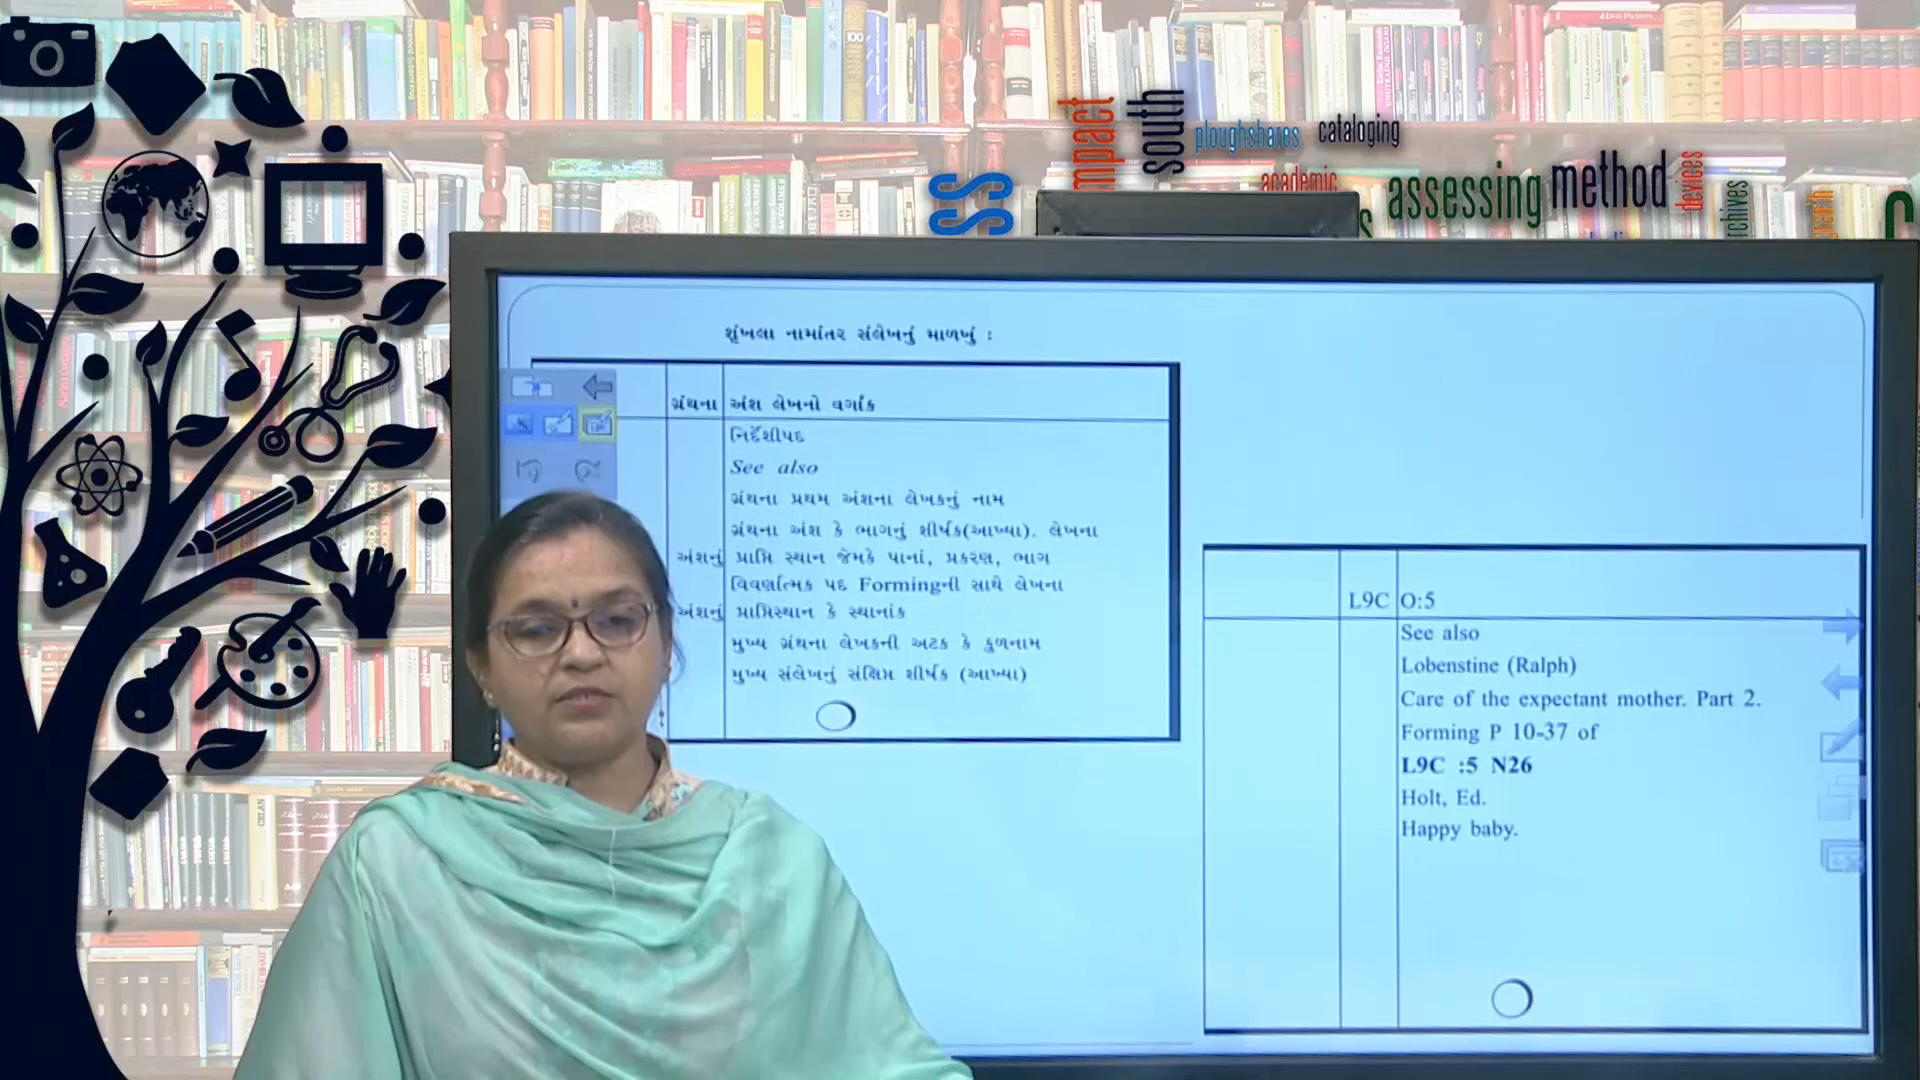 mpact
south
ploughshares
cataloging
academic
assessing
method
devices
શૃંખલા નામાંતર સંલેખનું માળખું :
ગ્રંથના અંશ લેખનો વર્ગાંક
નિર્દેશીપદ
See also
ગ્રંથના પ્રથમ અંશના લેખકનું નામ
ગ્રંથના અંશ કે ભાગનું શીર્ષક(આખ્યા). લેખના
અંશનું પ્રાપ્તિ સ્થાન જેમકે પાનાં, પ્રકરણ, ભાગ
વિવર્ણાત્મક પદ Formingની સાથે લેખના
અંશનું પ્રાપ્તિસ્થાન કે સ્થાનાંક
મુખ્ય ગ્રંથના લેખકની અટક કે કુળનામ
મુખ્ય સંલેખનું સંક્ષિપ્ત શીર્ષક (આખ્યા)
L9C O:5
See also
Lobenstine (Ralph)
Care of the expectant mother. Part 2.
Forming P 10-37 of
L9C :5 N26
Holt, Ed.
Happy baby.